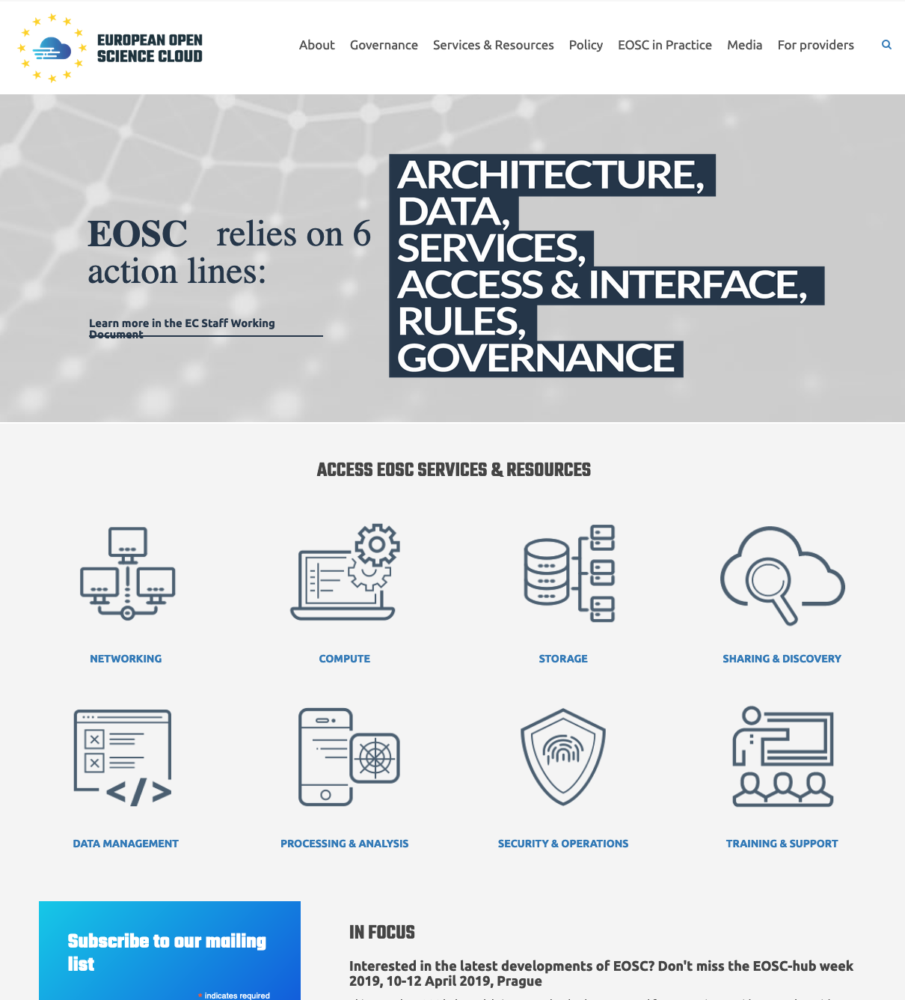 EUROPEAN OPEN
SCIENCE CLOUD
About Governance Services & Resources Policy EOSC in Practice Media For providers
EOSC relies on 6
action lines:
Learn more in the EC Staff Working
Document
ARCHITECTURE,
DATA,
SERVICES,
ACCESS & INTERFACE,
RULES,
GOVERNANCE
ACCESS EOSC SERVICES & RESOURCES
NETWORKING COMPUTE STORAGE SHARING & DISCOVERY
DATA MANAGEMENT PROCESSING & ANALYSIS SECURITY & OPERATIONS TRAINING & SUPPORT
Subscribe to our mailing
list
* indicates required
IN FOCUS
Interested in the latest developments of EOSC? Don't miss the EOSC-hub week
2019, 10-12 April 2019, Prague